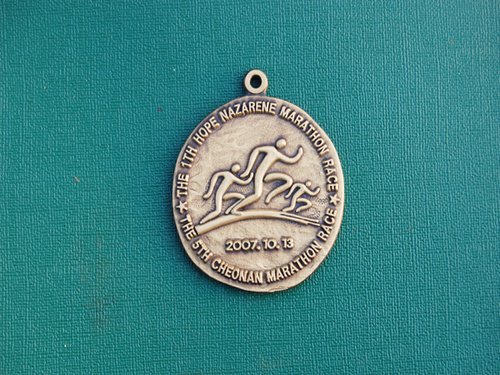 THE 1TH HOPE NAZARENE MARATHON RACE
2007. 10. 13
THE 5TH CHEONAN MARATHON RACE